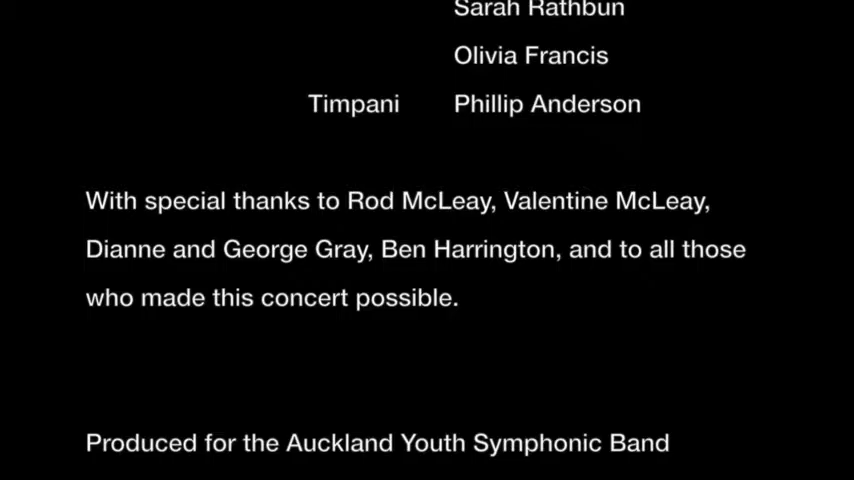 Sarah Rathbun
Olivia Francis
Timpani Phillip Anderson
With special thanks to Rod McLeay, Valentine McLeay,
Dianne and George Gray, Ben Harrington, and to all those
who made this concert possible.
Produced for the Auckland Youth Symphonic Band